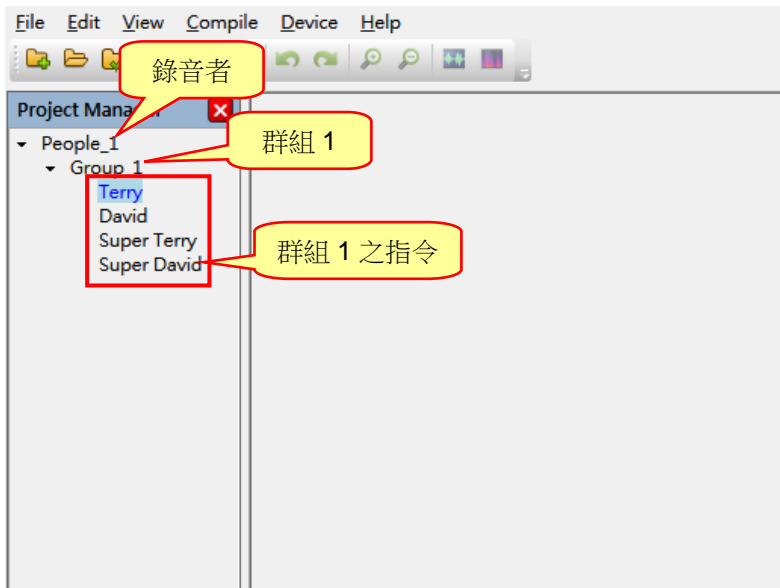 File Edit View Compile Device Help
錄音者
Project Manager
People_1
群組 1
Group_1
Terry
David
Super Terry
Super David
群組 1 之指令